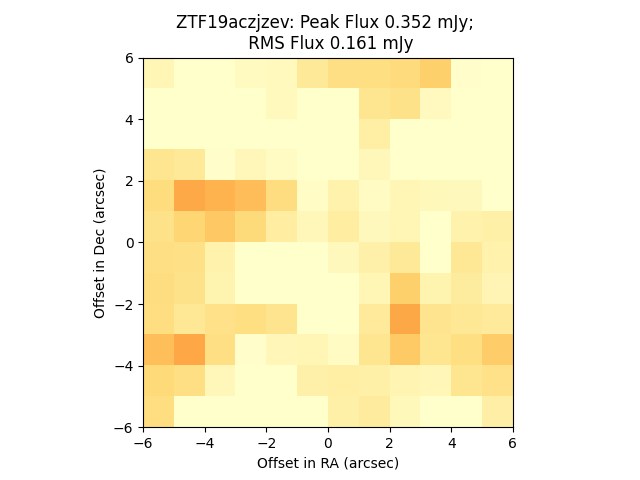 ZTF19aczjzev: Peak Flux 0.352 mJy;
RMS Flux 0.161 mJy
6
4
2
0
−2
−4
−6
Offset in Dec (arcsec)
−6 −4 −2 0 2 4 6
Offset in RA (arcsec)